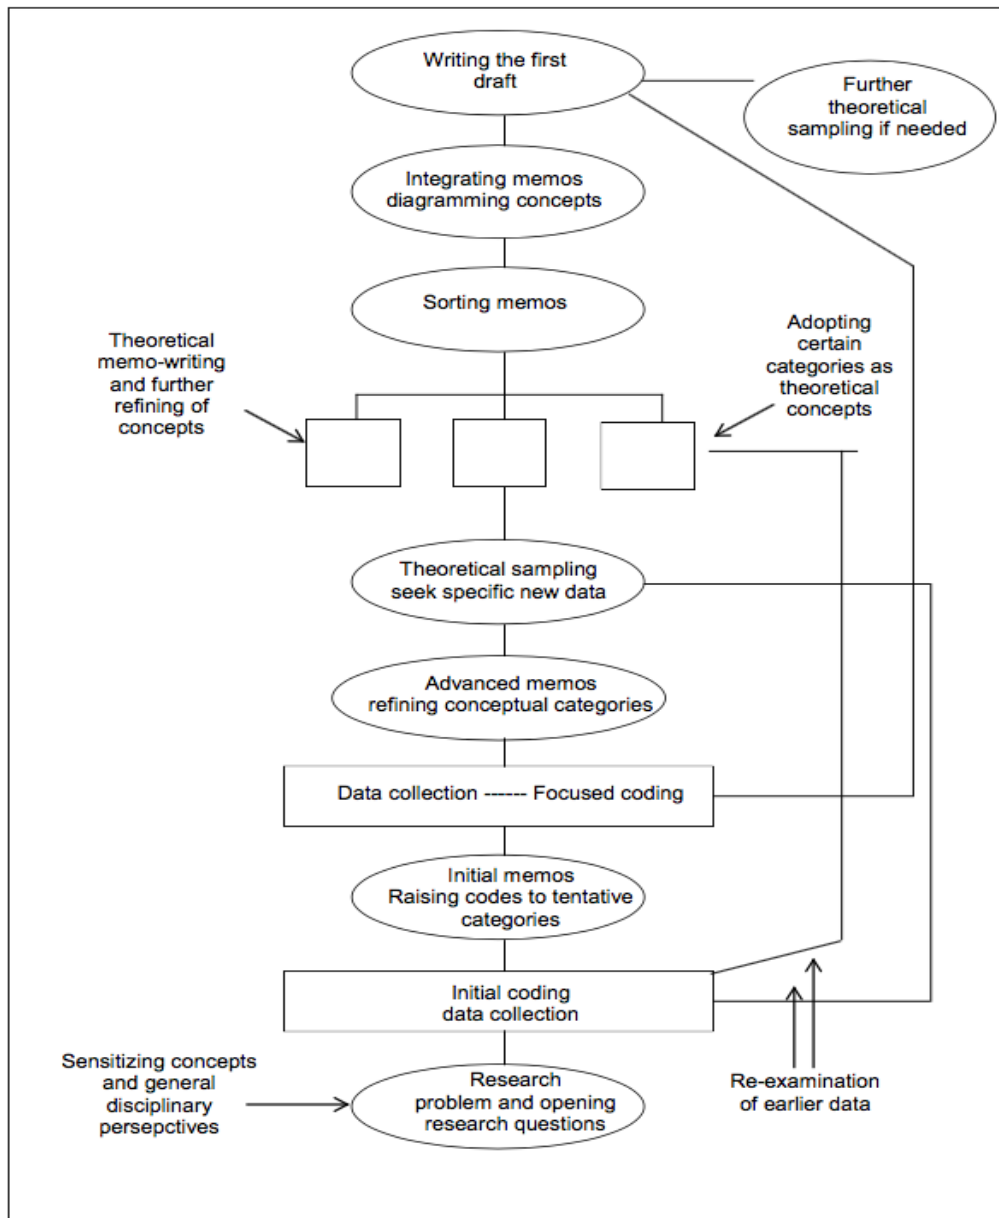 Writing the first
draft
Further
theoretical
sampling if needed
Integrating memos
diagramming concepts
Sorting memos
Theoretical
memo-writing
and further
refining of
concepts
Adopting
certain
categories as
theoretical
concepts
Theoretical sampling
seek specific new data
Advanced memos
refining conceptual categories
Data collection ------ Focused coding
Initial memos
Raising codes to tentative
categories
Initial coding
data collection
Sensitizing concepts
and general
disciplinary
persepctives
Research
problem and opening
research questions
Re-examination
of earlier data